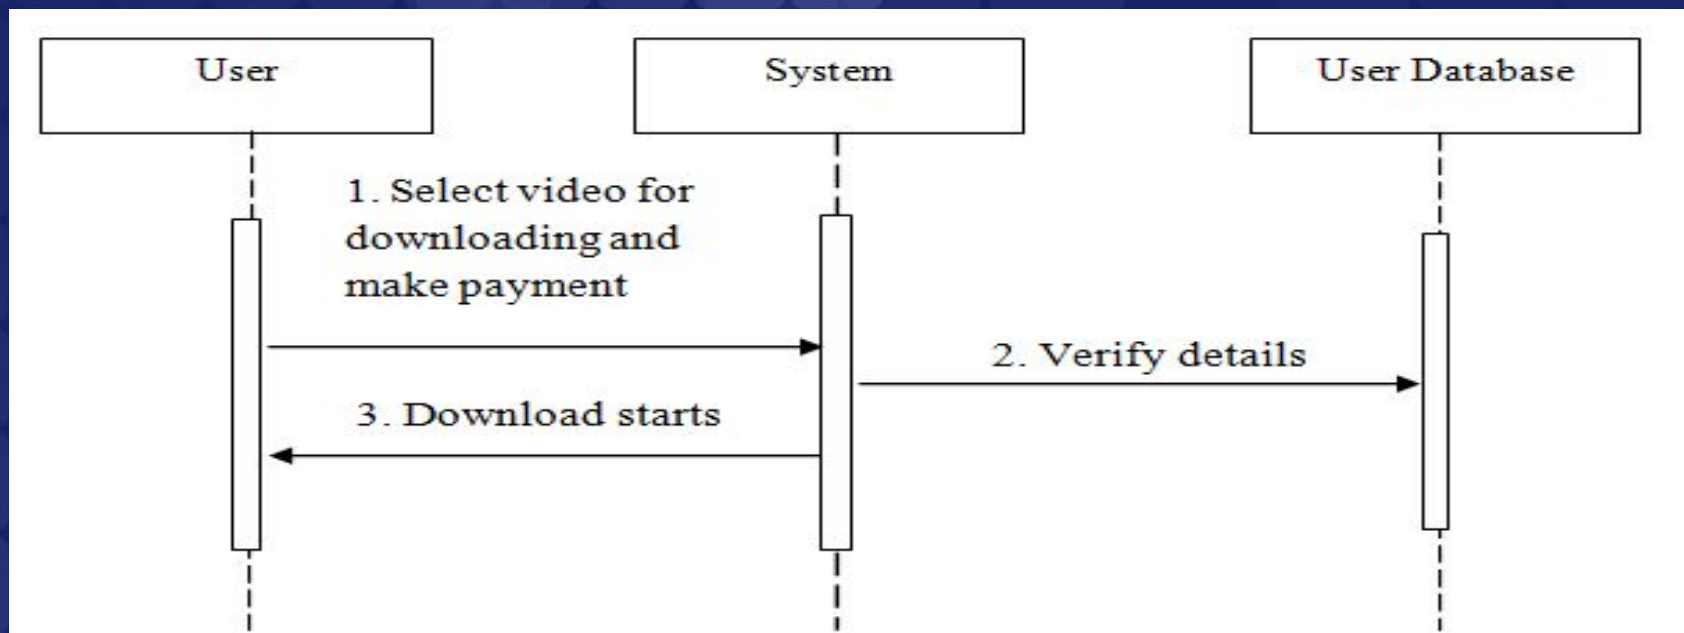 User
System
User Database
1. Select video for
downloading and
make payment
2. Verify details
3. Download starts